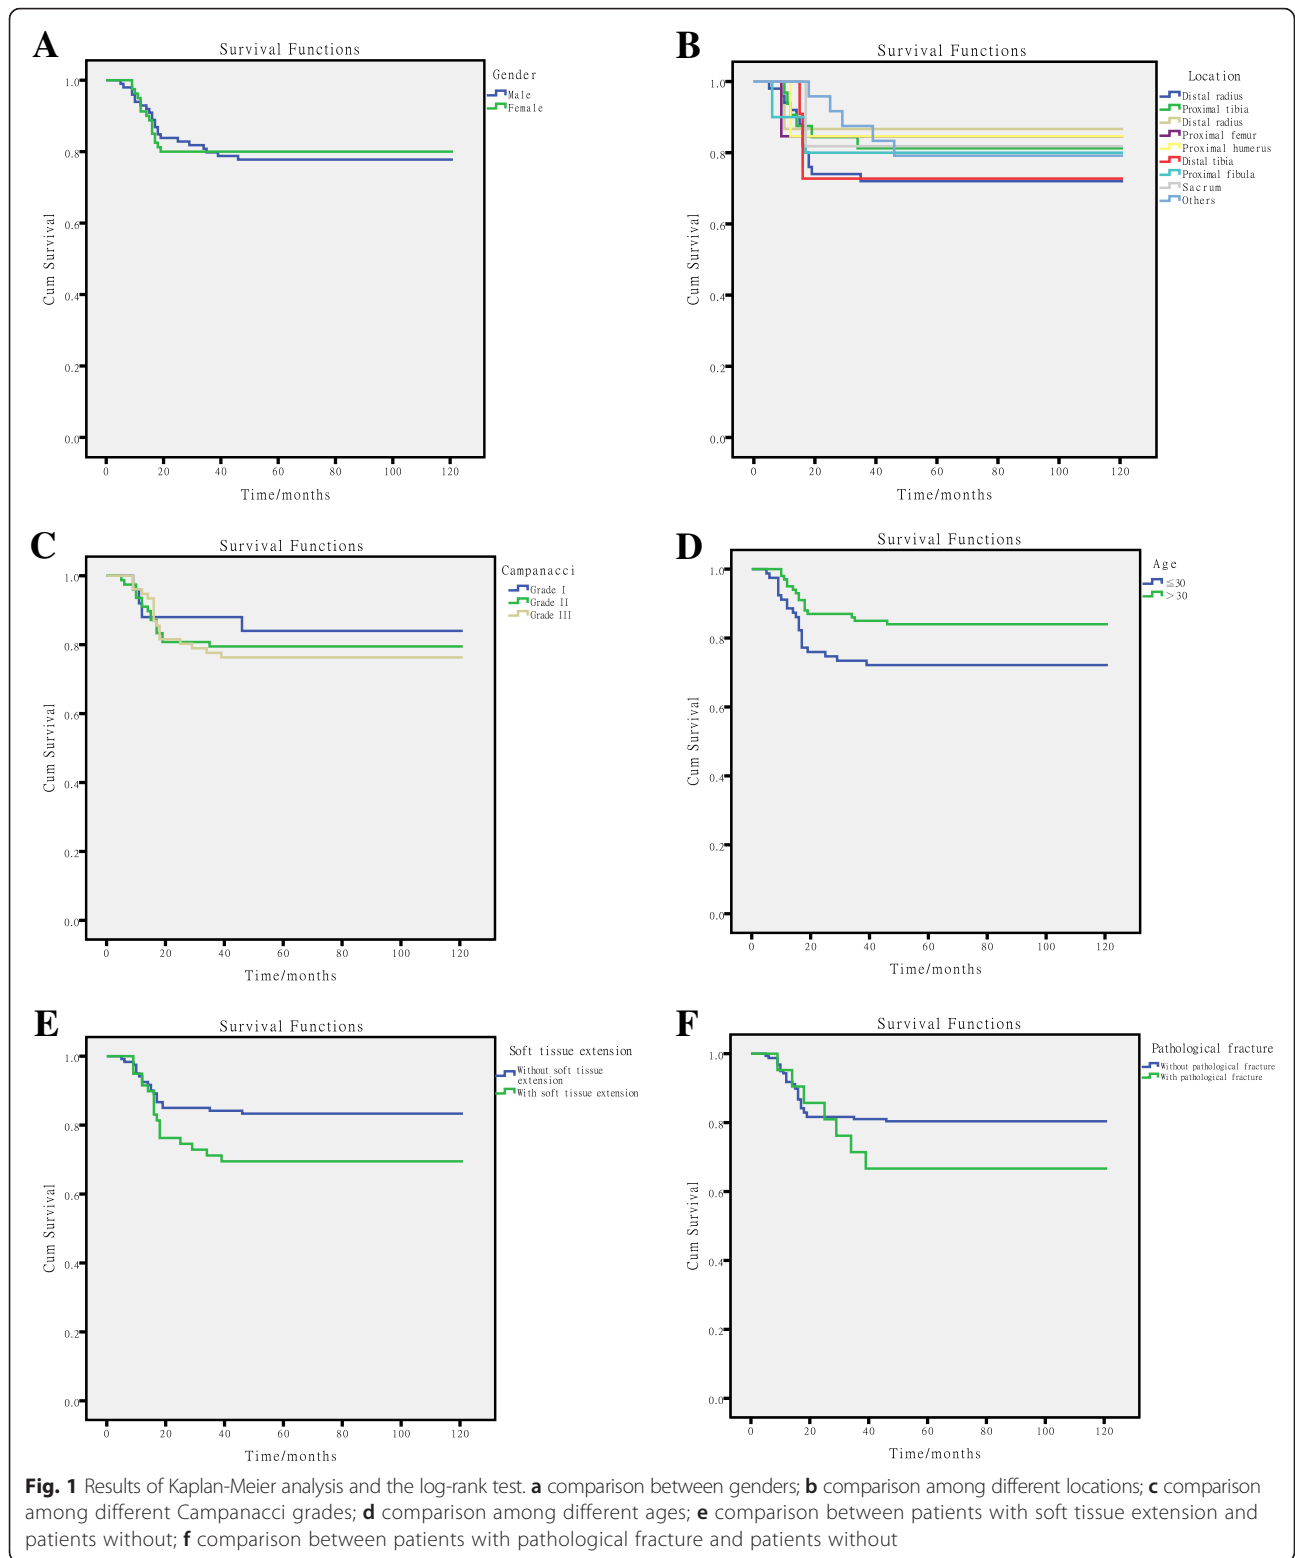 A
Survival Functions
Gender
Male
Female
1.0
0.8
0.6
0.4
0.2
0.0
Cum Survival
0 20 40 60 80 100 120
Time/months
B
Survival Functions
Location
Distal radius
Proximal tibia
Distal radius
Proximal femur
Proximal humerus
Distal tibia
Proximal fibula
Sacrum
Others
1.0
0.8
0.6
0.4
0.2
0.0
Cum Survival
0 20 40 60 80 100 120
Time/months
C
Survival Functions
Campanacci
Grade I
Grade II
Grade III
1.0
0.8
0.6
0.4
0.2
0.0
Cum Survival
0 20 40 60 80 100 120
Time/months
D
Survival Functions
Age
≦30
>30
1.0
0.8
0.6
0.4
0.2
0.0
Cum Survival
0 20 40 60 80 100 120
Time/months
E
Survival Functions
Soft tissue extension
Without soft tissue
extension
With soft tissue extension
1.0
0.8
0.6
0.4
0.2
0.0
Cum Survival
0 20 40 60 80 100 120
Time/months
F
Survival Functions
Pathological fracture
Without pathological fracture
With pathological fracture
1.0
0.8
0.6
0.4
0.2
0.0
Cum Survival
0 20 40 60 80 100 120
Time/months
Fig. 1 Results of Kaplan-Meier analysis and the log-rank test. a comparison between genders; b comparison among different locations; c comparison
among different Campanacci grades; d comparison among different ages; e comparison between patients with soft tissue extension and
patients without; f comparison between patients with pathological fracture and patients without